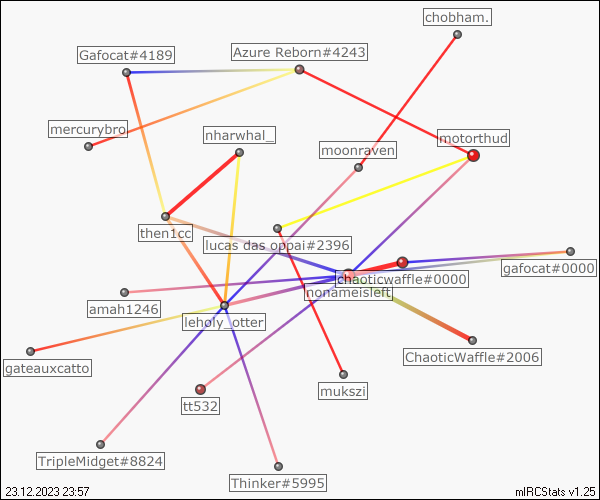 chobham.
Gafocat#4189
Azure Reborn#4243
mercurybro
nharwhal_
moonraven
motorthud
then1cc
lucas das oppai#2396
chaoticwaffle#0000
gafocat#0000
nonameisleft
amah1246
leholy_otter
ChaoticWaffle#2006
gateauxcatto
mukszi
tt532
TripleMidget#8824
Thinker#5995
23.12.2023 23:57
mIRCStats v1.25